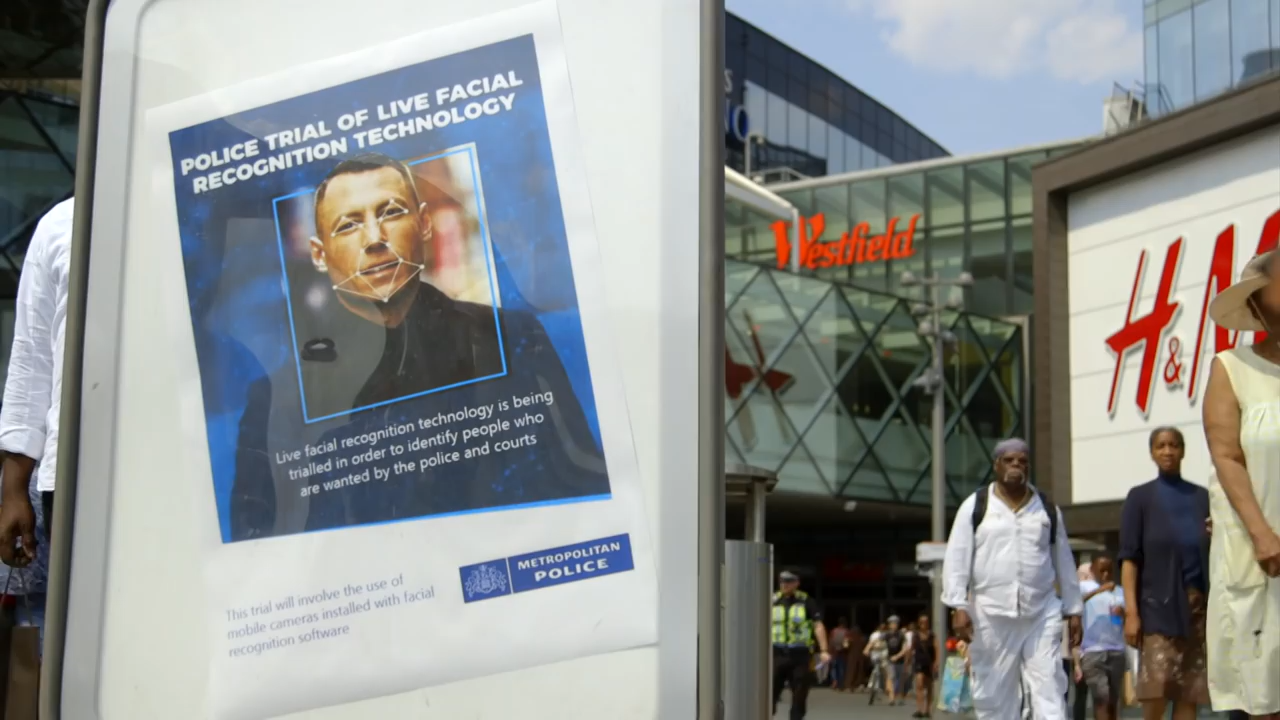 POLICE TRIAL OF LIVE FACIAL
RECOGNITION TECHNOLOGY
Live facial recognition technology is being
trialled in order to identify people who
are wanted by the police and courts
METROPOLITAN
POLICE
This trial will involve the use of
mobile cameras installed with facial
recognition software
Westfield
H&M